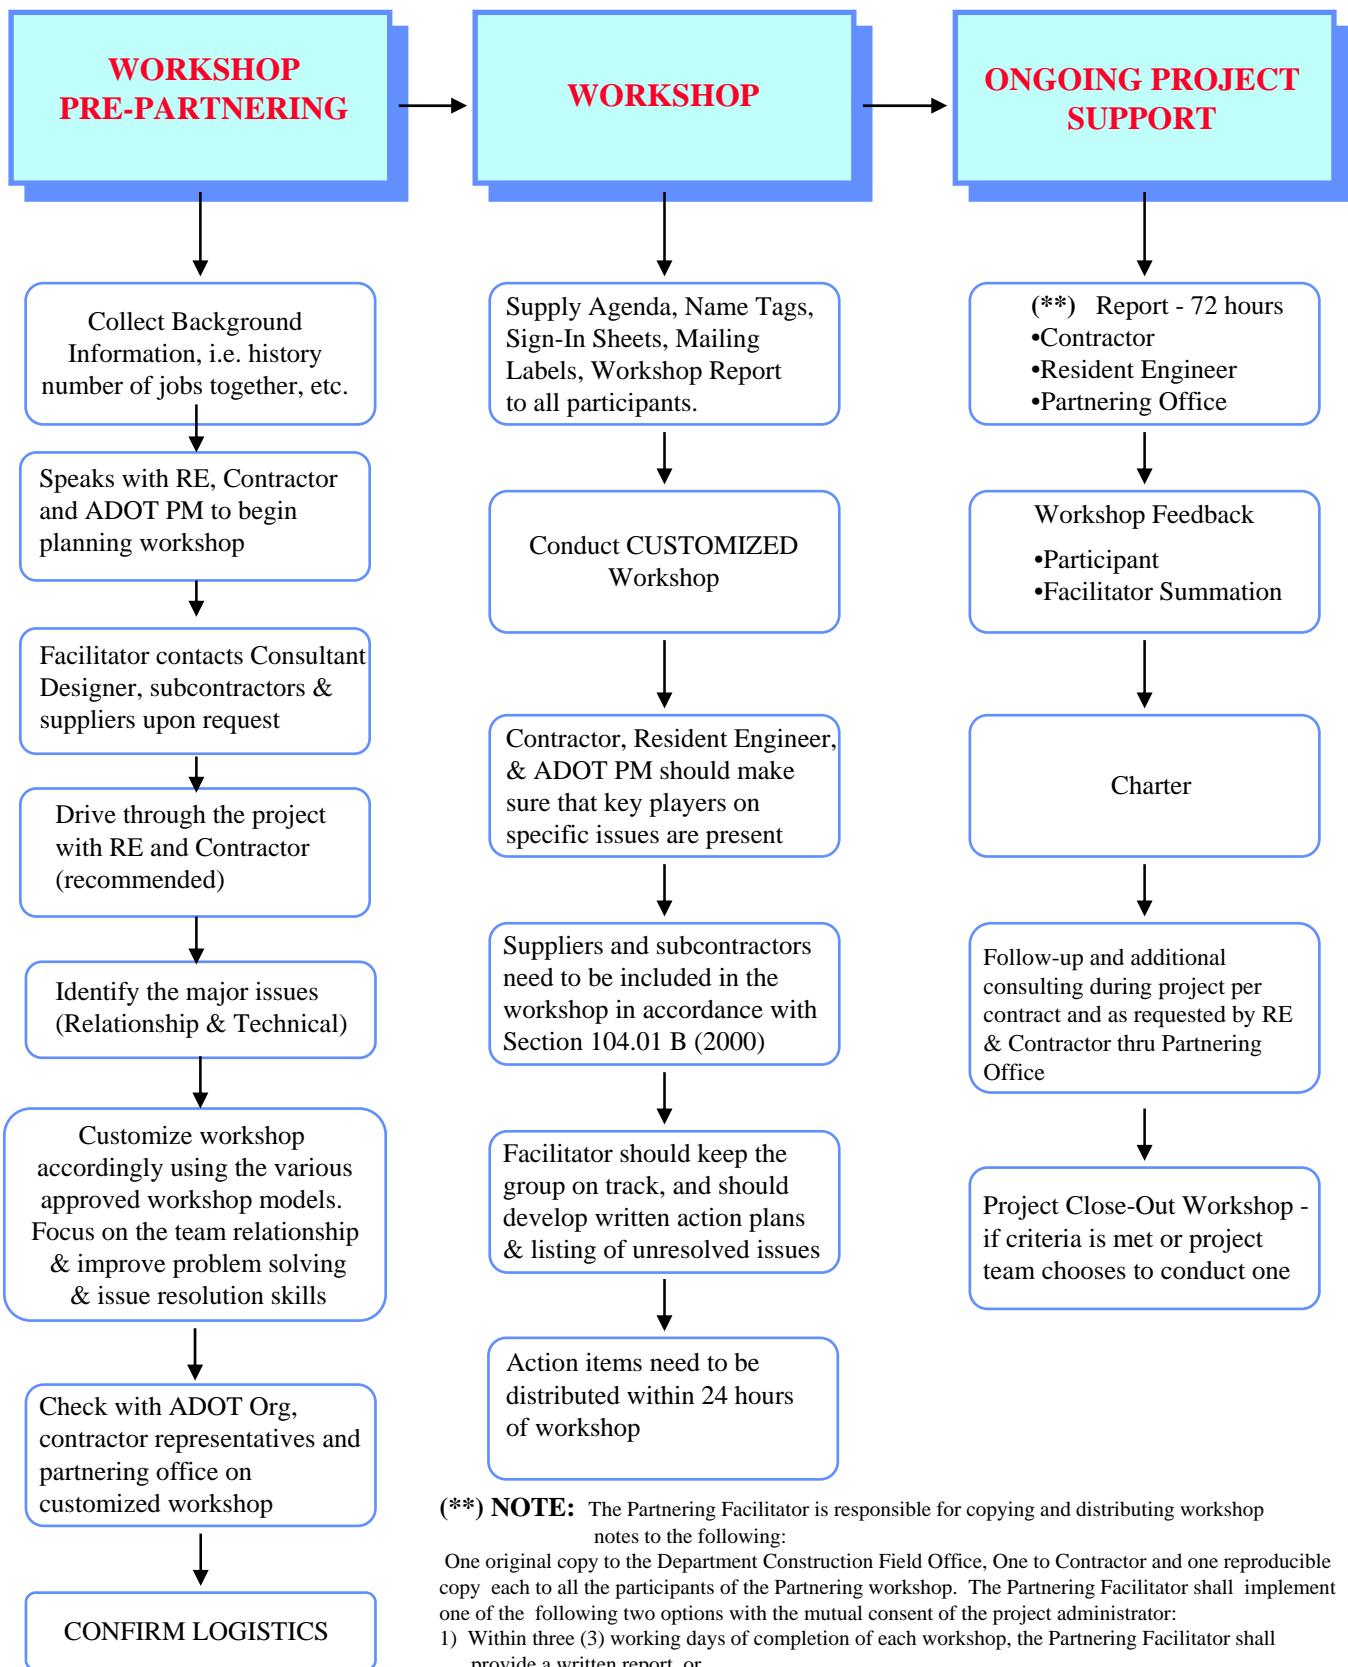 WORKSHOP
PRE-PARTNERING
WORKSHOP
ONGOING PROJECT
SUPPORT
Collect Background
Information, i.e. history
number of jobs together, etc.
Speaks with RE, Contractor
and ADOT PM to begin
planning workshop
Facilitator contacts Consultant
Designer, subcontractors &
suppliers upon request
Drive through the project
with RE and Contractor
(recommended)
Identify the major issues
(Relationship & Technical)
Customize workshop
accordingly using the various
approved workshop models.
Focus on the team relationship
& improve problem solving
& issue resolution skills
Check with ADOT Org,
contractor representatives and
partnering office on
customized workshop
CONFIRM LOGISTICS
Supply Agenda, Name Tags,
Sign-In Sheets, Mailing
Labels, Workshop Report
to all participants.
Conduct CUSTOMIZED
Workshop
Contractor, Resident Engineer,
& ADOT PM should make
sure that key players on
specific issues are present
Suppliers and subcontractors
need to be included in the
workshop in accordance with
Section 104.01 B (2000)
Facilitator should keep the
group on track, and should
develop written action plans
& listing of unresolved issues
Action items need to be
distributed within 24 hours
of workshop
(**) Report - 72 hours
•Contractor
•Resident Engineer
•Partnering Office
Workshop Feedback
•Participant
•Facilitator Summation
Charter
Follow-up and additional
consulting during project per
contract and as requested by RE
& Contractor thru Partnering
Office
Project Close-Out Workshop -
if criteria is met or project
team chooses to conduct one
(**) NOTE: The Partnering Facilitator is responsible for copying and distributing workshop
notes to the following:
One original copy to the Department Construction Field Office, One to Contractor and one reproducible
copy each to all the participants of the Partnering workshop. The Partnering Facilitator shall implement
one of the following two options with the mutual consent of the project administrator:
1) Within three (3) working days of completion of each workshop, the Partnering Facilitator shall
provide a written report, or